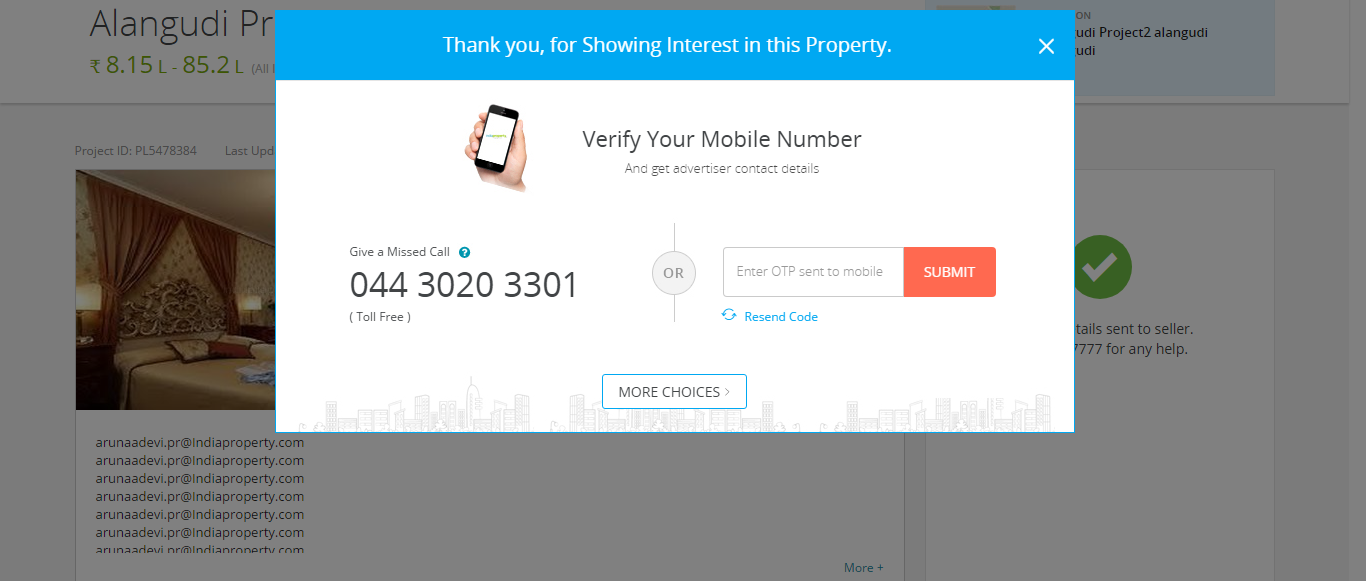 Alangudi Pr
₹ 8.15 L - 85.2 L (All I
Thank you, for Showing Interest in this Property.
ON
udi Project2 alangudi
udi
Project ID: PL5478384 Last Upd
Verify Your Mobile Number
And get advertiser contact details
Give a Missed Call ?
044 3020 3301
( Toll Free )
OR
Enter OTP sent to mobile
SUBMIT
Resend Code
tails sent to seller.
7777 for any help.
MORE CHOICES >
arunaadevi.pr@Indiaproperty.com
arunaadevi.pr@Indiaproperty.com
arunaadevi.pr@Indiaproperty.com
arunaadevi.pr@Indiaproperty.com
arunaadevi.pr@Indiaproperty.com
arunaadevi.pr@Indiaproperty.com
arunaadevi.pr@Indiaproperty.com
More +